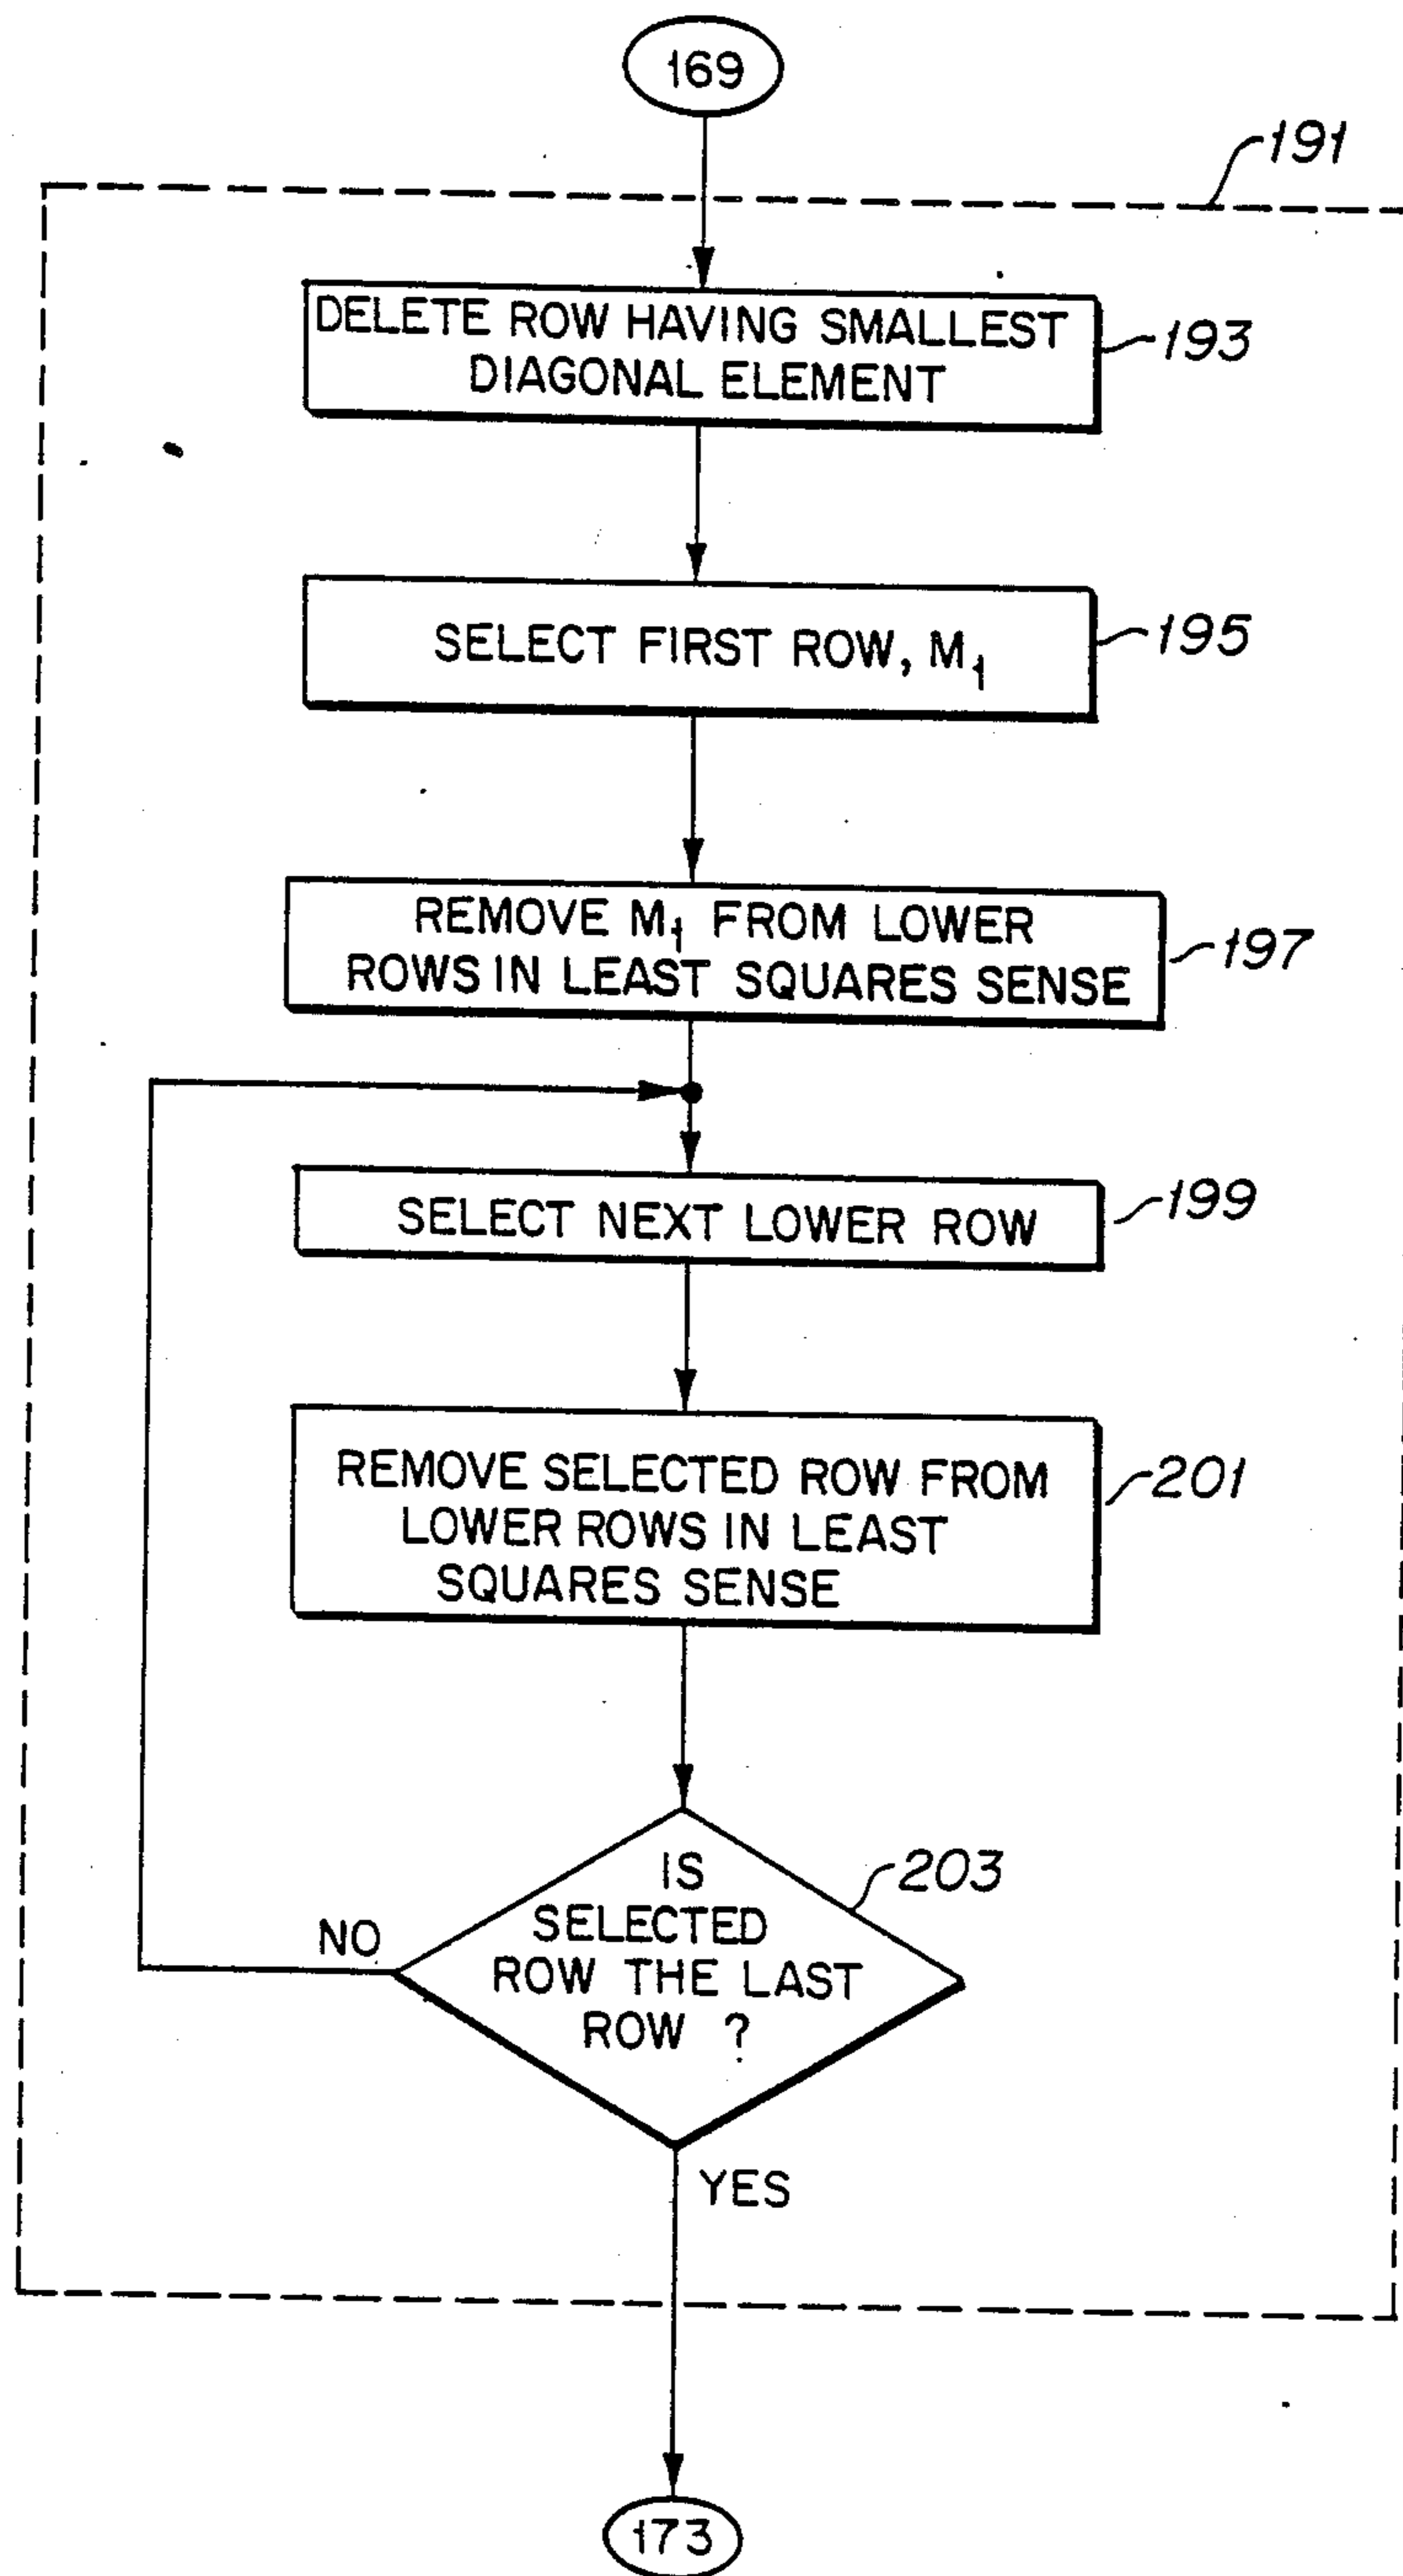 169
191
DELETE ROW HAVING SMALLEST
DIAGONAL ELEMENT
193
SELECT FIRST ROW, M1
195
REMOVE M1 FROM LOWER
ROWS IN LEAST SQUARES SENSE
197
SELECT NEXT LOWER ROW
199
REMOVE SELECTED ROW FROM
LOWER ROWS IN LEAST
SQUARES SENSE
201
IS
SELECTED
ROW THE LAST
ROW ?
203
NO
YES
173